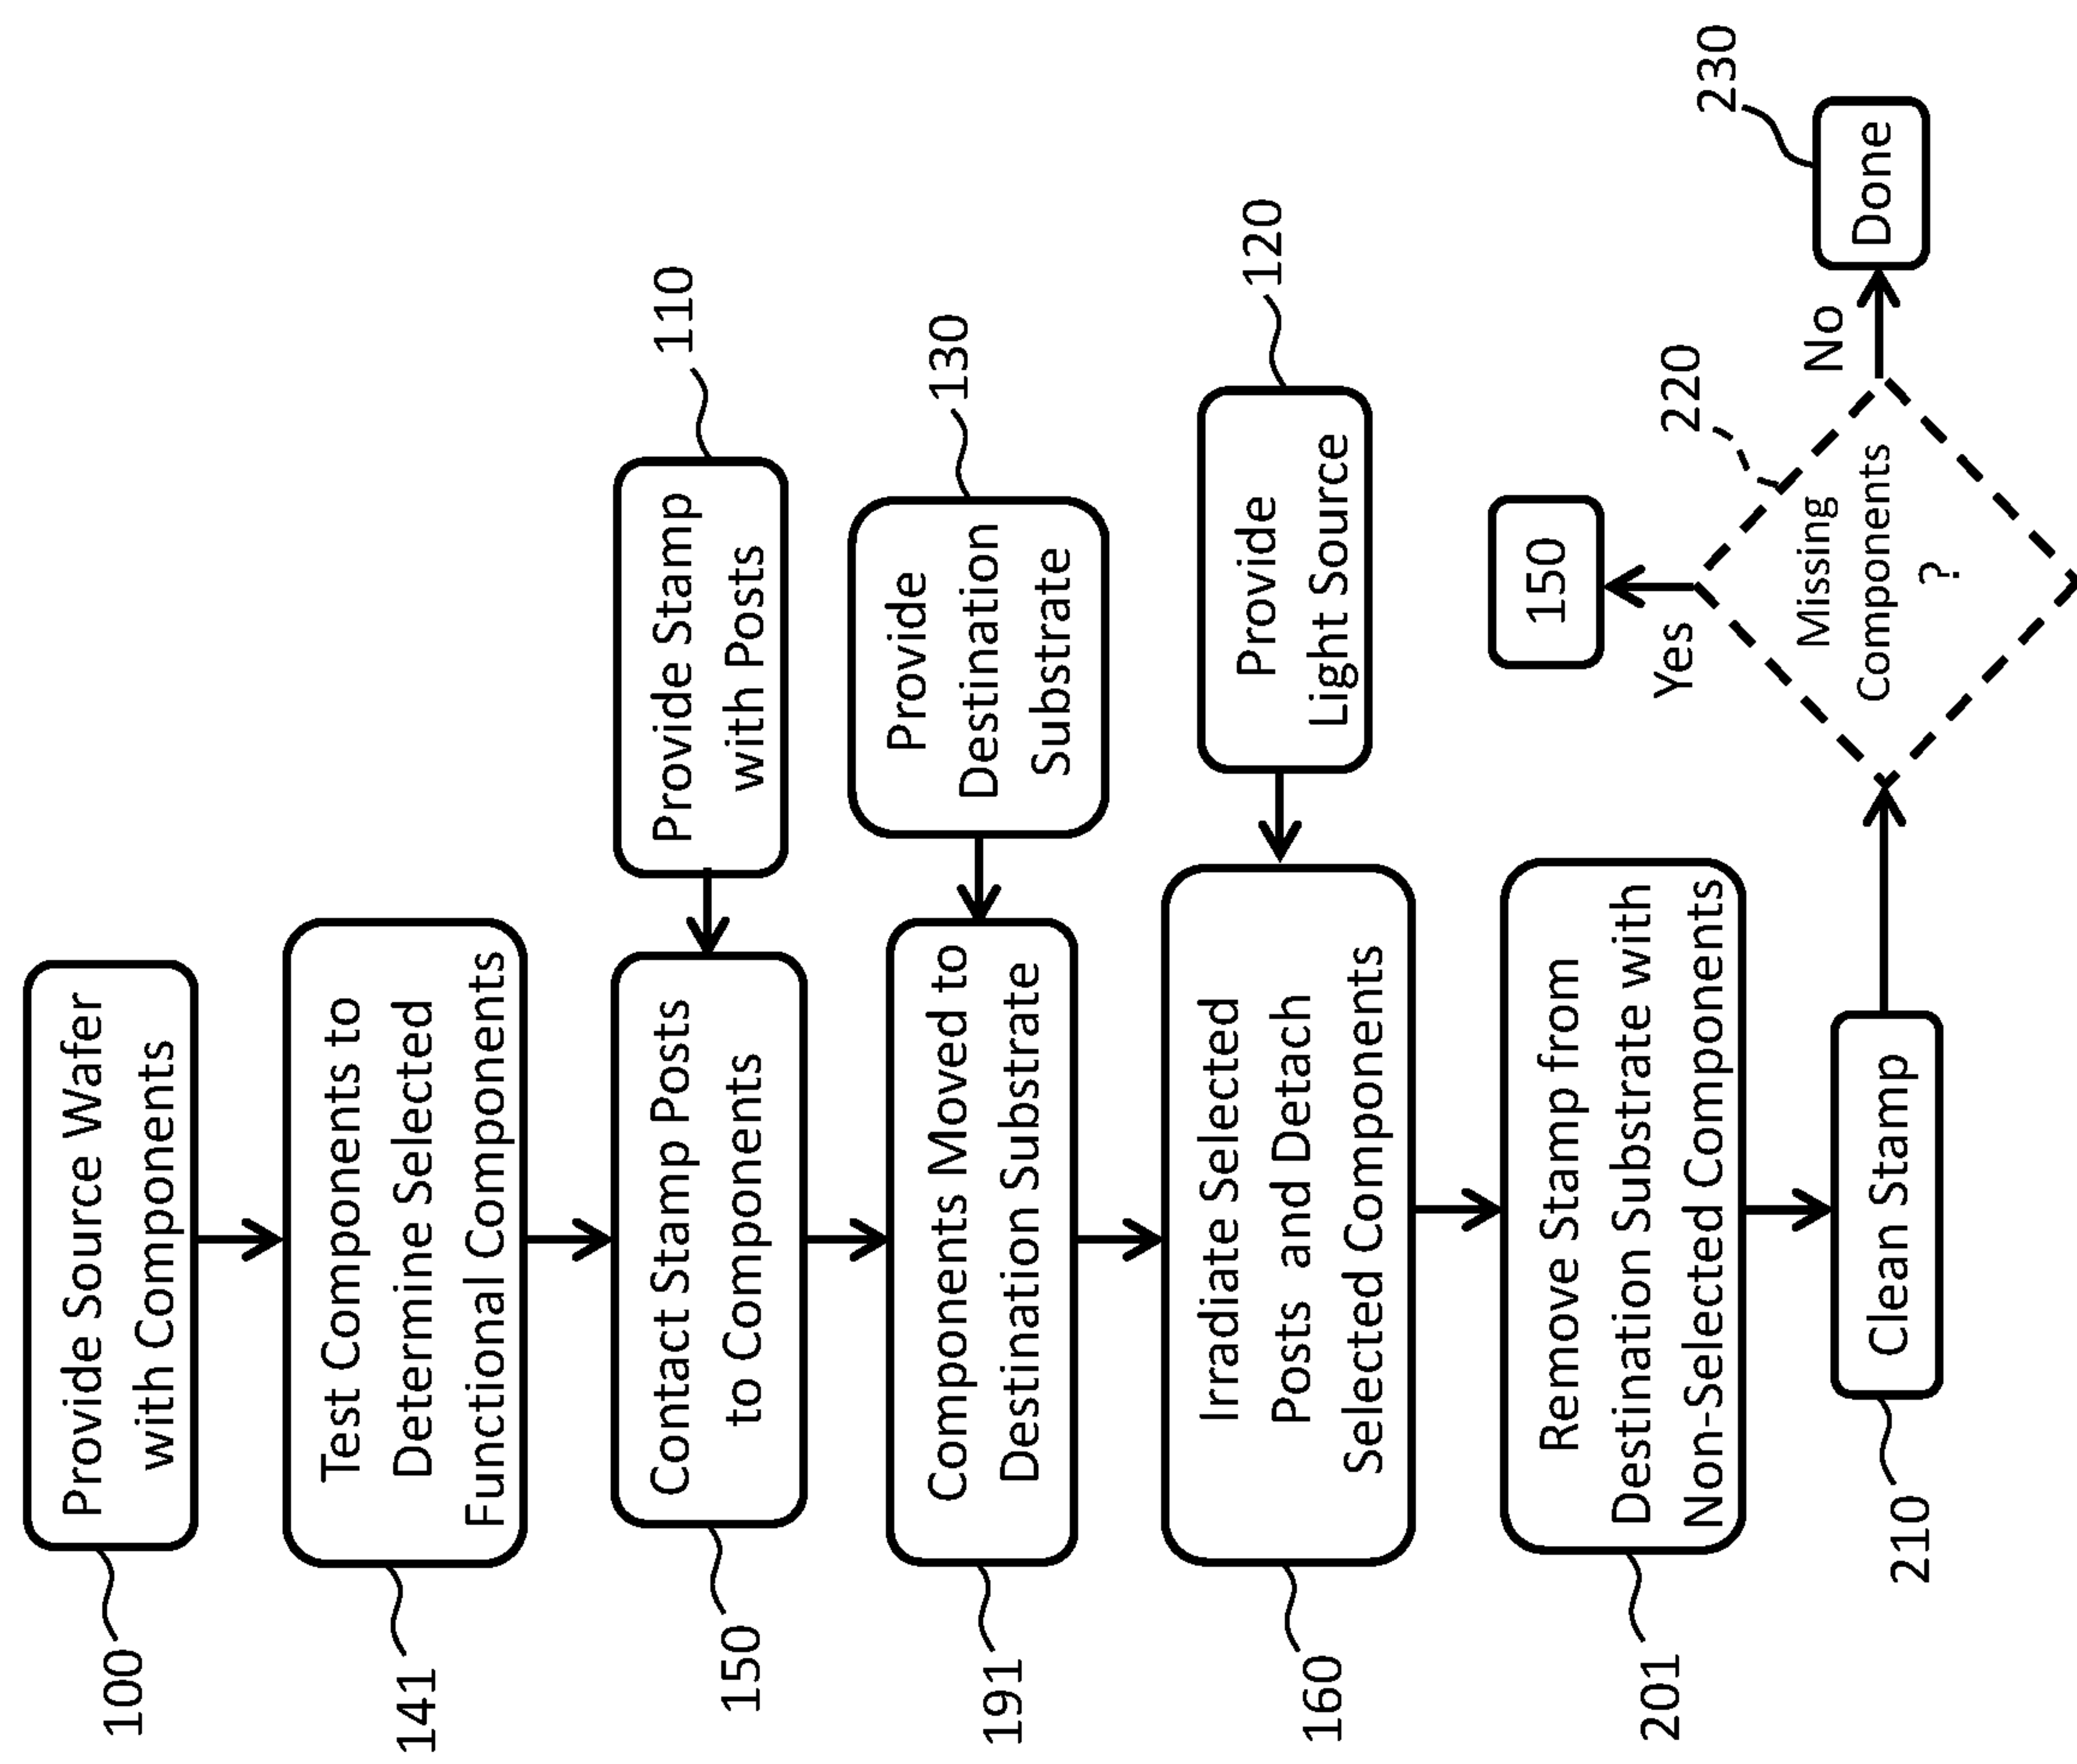 100
Provide Source Wafer
with Components
141
Test Components to
Determine Selected
Functional Components
150
Contact Stamp Posts
to Components
Provide Stamp
with Posts
110
191
Components Moved to
Destination Substrate
Provide
Destination
Substrate
130
160
Irradiate Selected
Posts and Detach
Selected Components
Provide
Light Source
120
201
Remove Stamp from
Destination Substrate with
Non-Selected Components
150
Yes
210
Clean Stamp
Missing
Components
?
220
No
Done
230